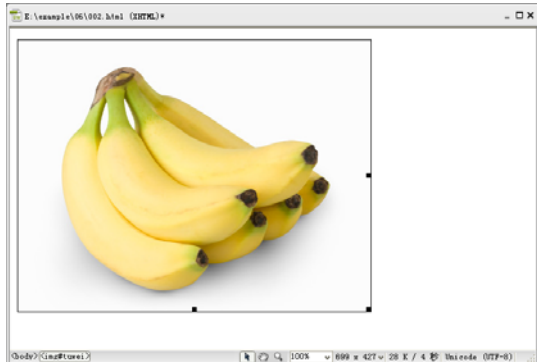 E:\example\06\002.html (XHTML)*
<body><img#tuwei> 100% 699 x 427 28 K / 4 秒 Unicode (UTF-8)